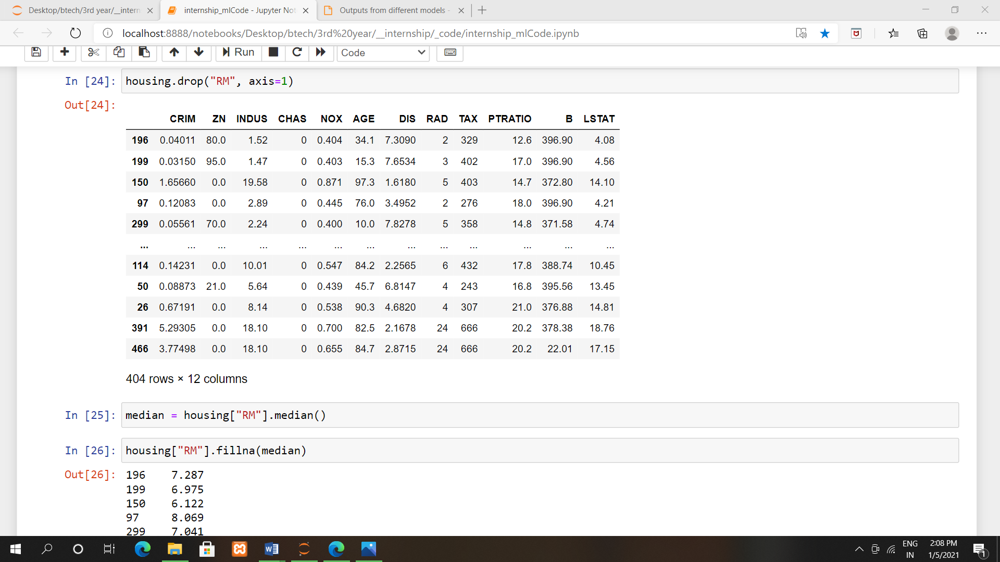 Desktop/btech/3rd year/__intern
internship_mlCode - Jupyter Not
Outputs from different models -
localhost:8888/notebooks/Desktop/btech/3rd%20year/__internship/_code/internship_mlCode.ipynb
Run
Code
In [24]: housing.drop("RM", axis=1)
Out[24]:
CRIM ZN INDUS CHAS NOX AGE DIS RAD TAX PTRATIO B LSTAT
196 0.04011 80.0 1.52 0 0.404 34.1 7.3090 2 329 12.6 396.90 4.08
199 0.03150 95.0 1.47 0 0.403 15.3 7.6534 3 402 17.0 396.90 4.56
150 1.65660 0.0 19.58 0 0.871 97.3 1.6180 5 403 14.7 372.80 14.10
97 0.12083 0.0 2.89 0 0.445 76.0 3.4952 2 276 18.0 396.90 4.21
299 0.05561 70.0 2.24 0 0.400 10.0 7.8278 5 358 14.8 371.58 4.74
... ... ... ... ... ... ... ... ... ... ... ... ...
114 0.14231 0.0 10.01 0 0.547 84.2 2.2565 6 432 17.8 388.74 10.45
50 0.08873 21.0 5.64 0 0.439 45.7 6.8147 4 243 16.8 395.56 13.45
26 0.67191 0.0 8.14 0 0.538 90.3 4.6820 4 307 21.0 376.88 14.81
391 5.29305 0.0 18.10 0 0.700 82.5 2.1678 24 666 20.2 378.38 18.76
466 3.77498 0.0 18.10 0 0.655 84.7 2.8715 24 666 20.2 22.01 17.15
404 rows × 12 columns
In [25]: median = housing["RM"].median()
In [26]: housing["RM"].fillna(median)
Out[26]: 196 7.287
199 6.975
150 6.122
97 8.069
299 7.041
ENG 2:08 PM
IN 1/5/2021 1